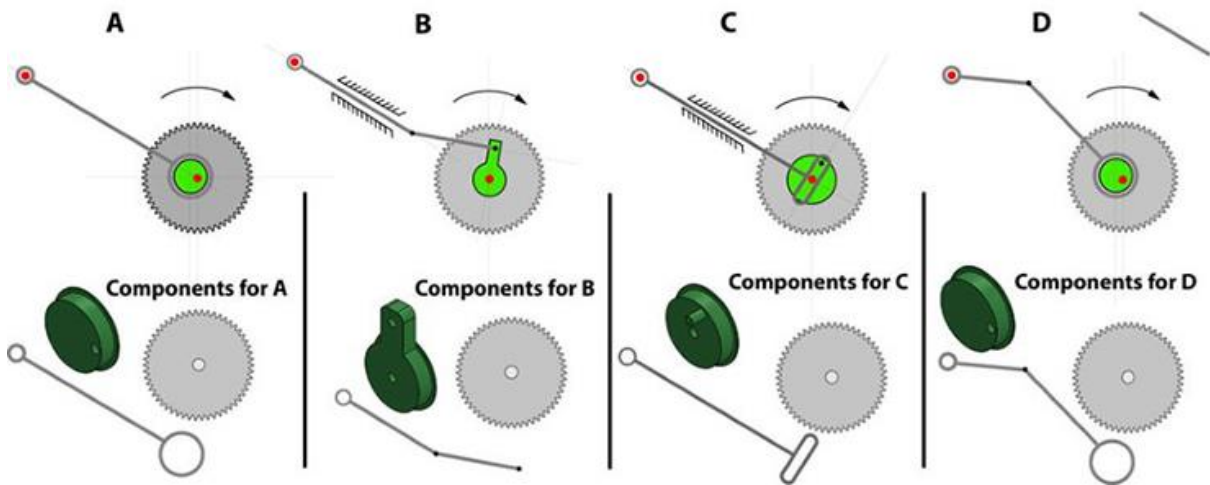 A
B
C
D
Components for A
Components for B
Components for C
Components for D